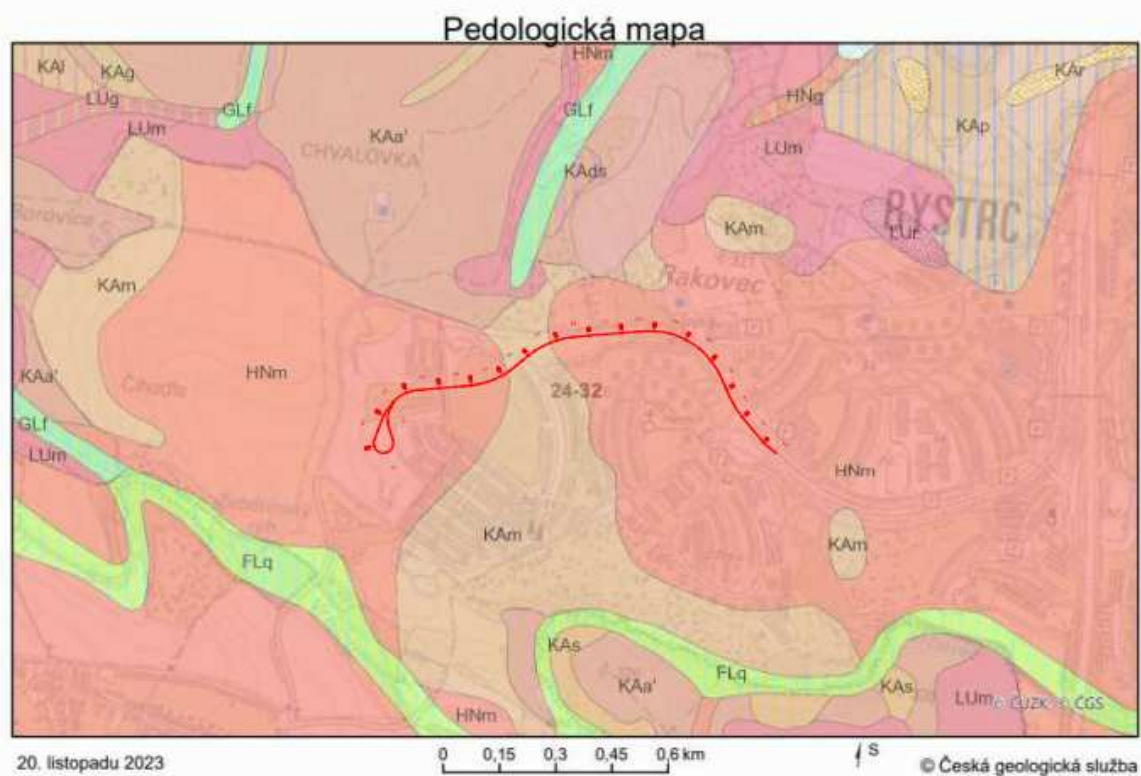 Pedologická mapa
HNm
KAl
KAg
KAr
LUg
GLf
GLf
HNg
LUm
KAa'
KAp
LUm
CHVALOVKA
KAds
Borovice
BYSTRC
KAm
LUr
KAm
Rakovec
HNm
KAa'
Čihadla
24-32
GLf
LUm
HNm
KAm
KAm
FLq
KAs
KAa'
FLq
KAs
LUm
© ČÚZK © ČGS
HNm
20. listopadu 2023
0 0,15 0,3 0,45 0,6 km
S
© Česká geologická služba